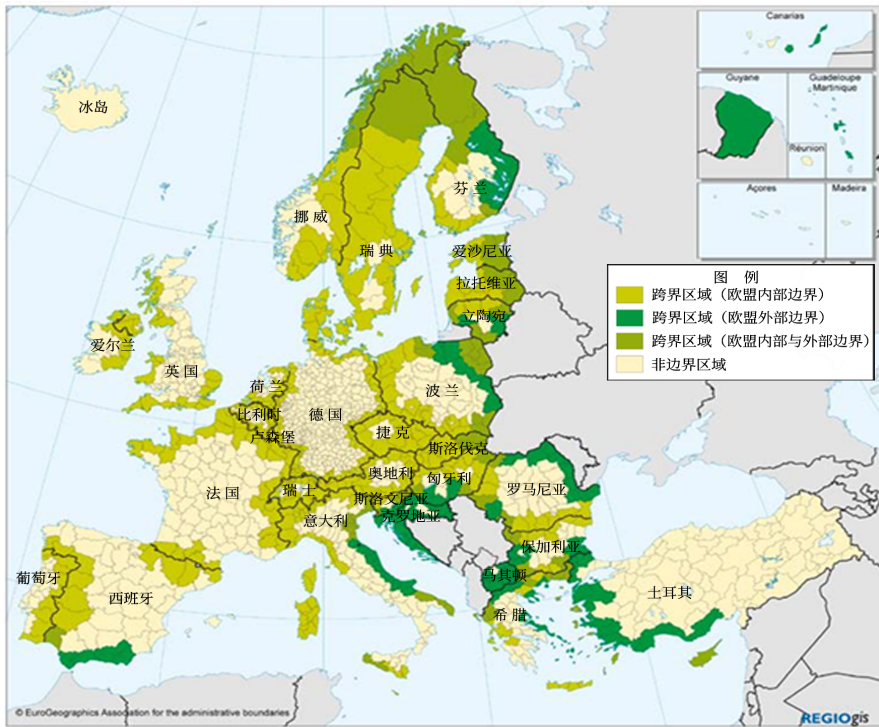 Canarias
Guyane
Guadeloupe
Martinique
Réunion
Açores
Madeira
冰岛
芬 兰
挪 威
瑞 典
爱沙尼亚
拉托维亚
立陶宛
图 例
跨界区域（欧盟内部边界）
跨界区域（欧盟外部边界）
跨界区域（欧盟内部与外部边界）
非边界区域
爱尔兰
英 国
荷 兰
波 兰
比利时
德 国
卢森堡
捷 克
斯洛伐克
奥地利
匈牙利
法 国
瑞 士
罗马尼亚
斯洛文尼亚
克罗地亚
意大利
保加利亚
葡萄牙
西班牙
马其顿
土耳其
希 腊
© EuroGeographics Association for the administrative boundaries
REGIOgis